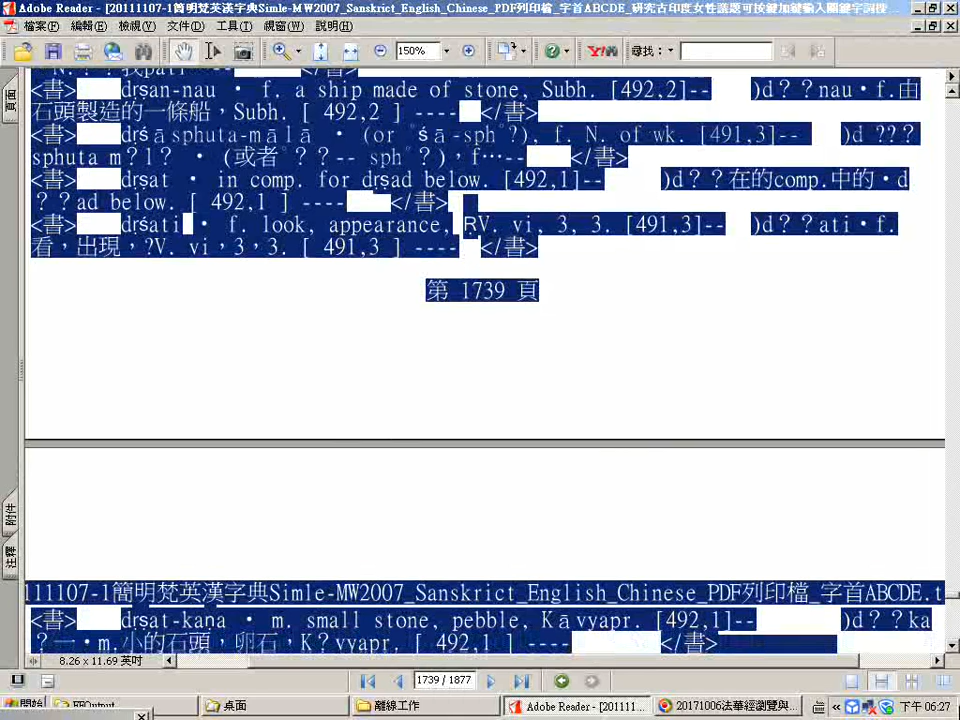 Adobe Reader - [20111107-1簡明梵英漢字典Simle-MW2007_Sanskrict_English_Chinese_PDF列印檔_字首ABCDE_研究古印度女性議題可按鍵加鍵輸入關鍵字詞搜
檔案(F) 編輯(E) 檢視(V) 文件(D) 工具(T) 視窗(W) 說明(H)
150% 尋找：
頁面
<書> dṛṣan-nau ‧ f. a ship made of stone, Subh. [492,2]-- )d？？nau‧f.由
石頭製造的一條船，Subh. [ 492,2 ] ---- </書>
<書> dṛśāsphuta-mālā ‧ (or ﾟśā-sphﾟ?), f. N. of wk. [491,3]-- )d ???
sphuta m？l？ ‧ (或者ﾟ？？-- sphﾟ？)，f…-- </書>
<書> dṛṣat ‧ in comp. for dṛṣad below. [492,1]-- )d？？在的comp.中的‧d
？？ad below. [ 492,1 ] ---- </書>
<書> dṛśati ‧ f. look, appearance, ṚV. vi, 3, 3. [491,3]-- )d？？ati‧f.
看，出現，?V. vi，3，3. [ 491,3 ] ---- </書>
第 1739 頁
附件
注釋
111107-1簡明梵英漢字典Simle-MW2007_Sanskrict_English_Chinese_PDF列印檔_字首ABCDE.t
<書> dṛṣat-kaṇa ‧ m. small stone, pebble, Kāvyapr. [492,1]-- )d？？ka
？一‧m.小的石頭，卵石，K？vyapr. [ 492,1 ] ---- </書>
8.26 x 11.69 英吋
1739 / 1877
開始 FFOutput 桌面 離線工作 Adobe Reader - [2011... 20171006法華經瀏覽與... 下午 06:27